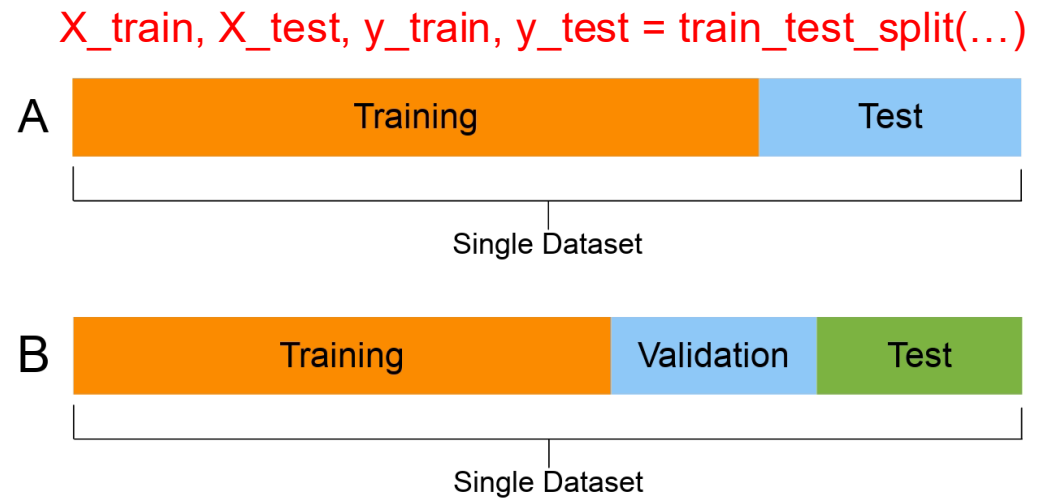 X_train, X_test, y_train, y_test = train_test_split(…)
A
Training
Test
Single Dataset
B
Training
Validation
Test
Single Dataset